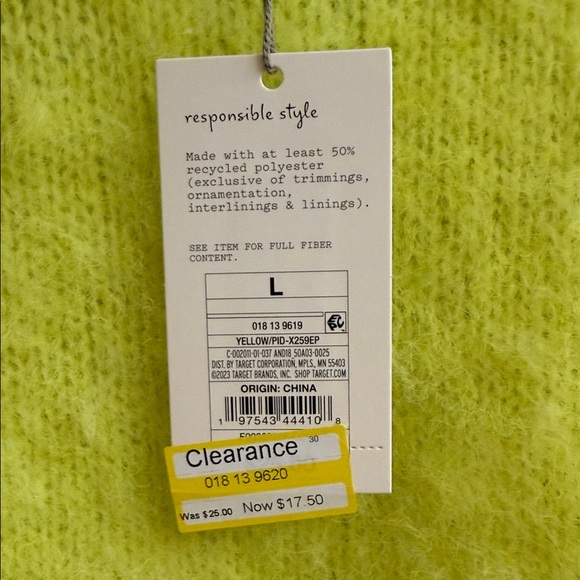 responsible style
Made with at least 50%
recycled polyester
(exclusive of trimmings,
ornamentation,
interlinings & linings).
SEE ITEM FOR FULL FIBER
CONTENT.
L
018 13 9619
YELLOW/PID-X259EP
C-002011-01-037 AND18_50A03-0025
DIST. BY TARGET CORPORATION, MPLS., MN 55403
©2023 TARGET BRANDS, INC. SHOP TARGET.COM
ORIGIN: CHINA
1 97543 44410 8
Clearance 30
018 13 9620
Was $25.00 Now $17.50